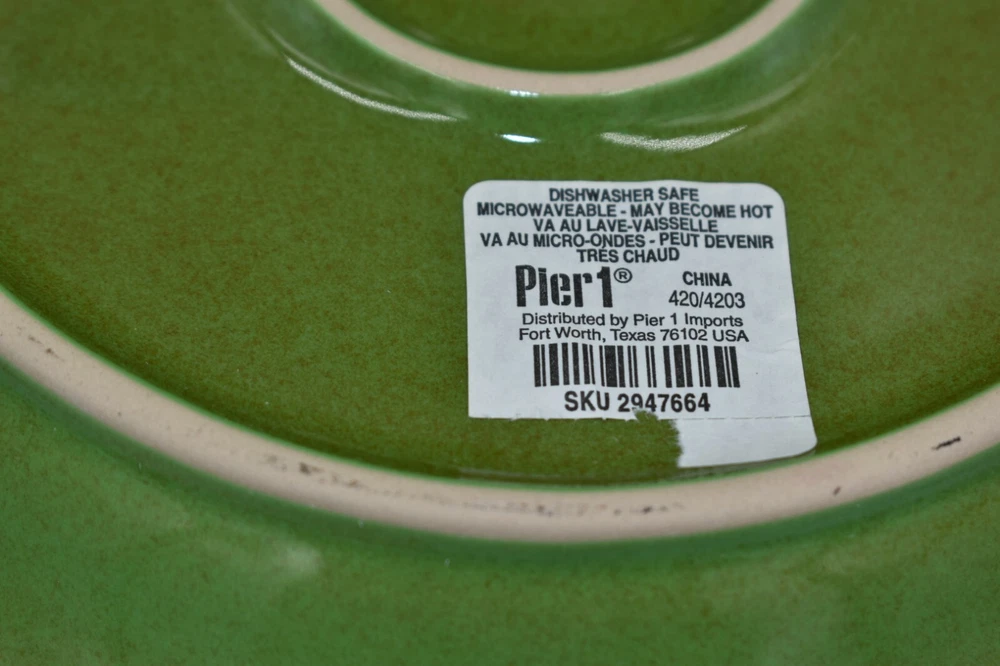 DISHWASHER SAFE
MICROWAVEABLE - MAY BECOME HOT
VA AU LAVE-VAISSELLE
VA AU MICRO-ONDES - PEUT DEVENIR
TRÉS CHAUD
Pier1® CHINA
420/4203
Distributed by Pier 1 Imports
Fort Worth, Texas 76102 USA
SKU 2947664